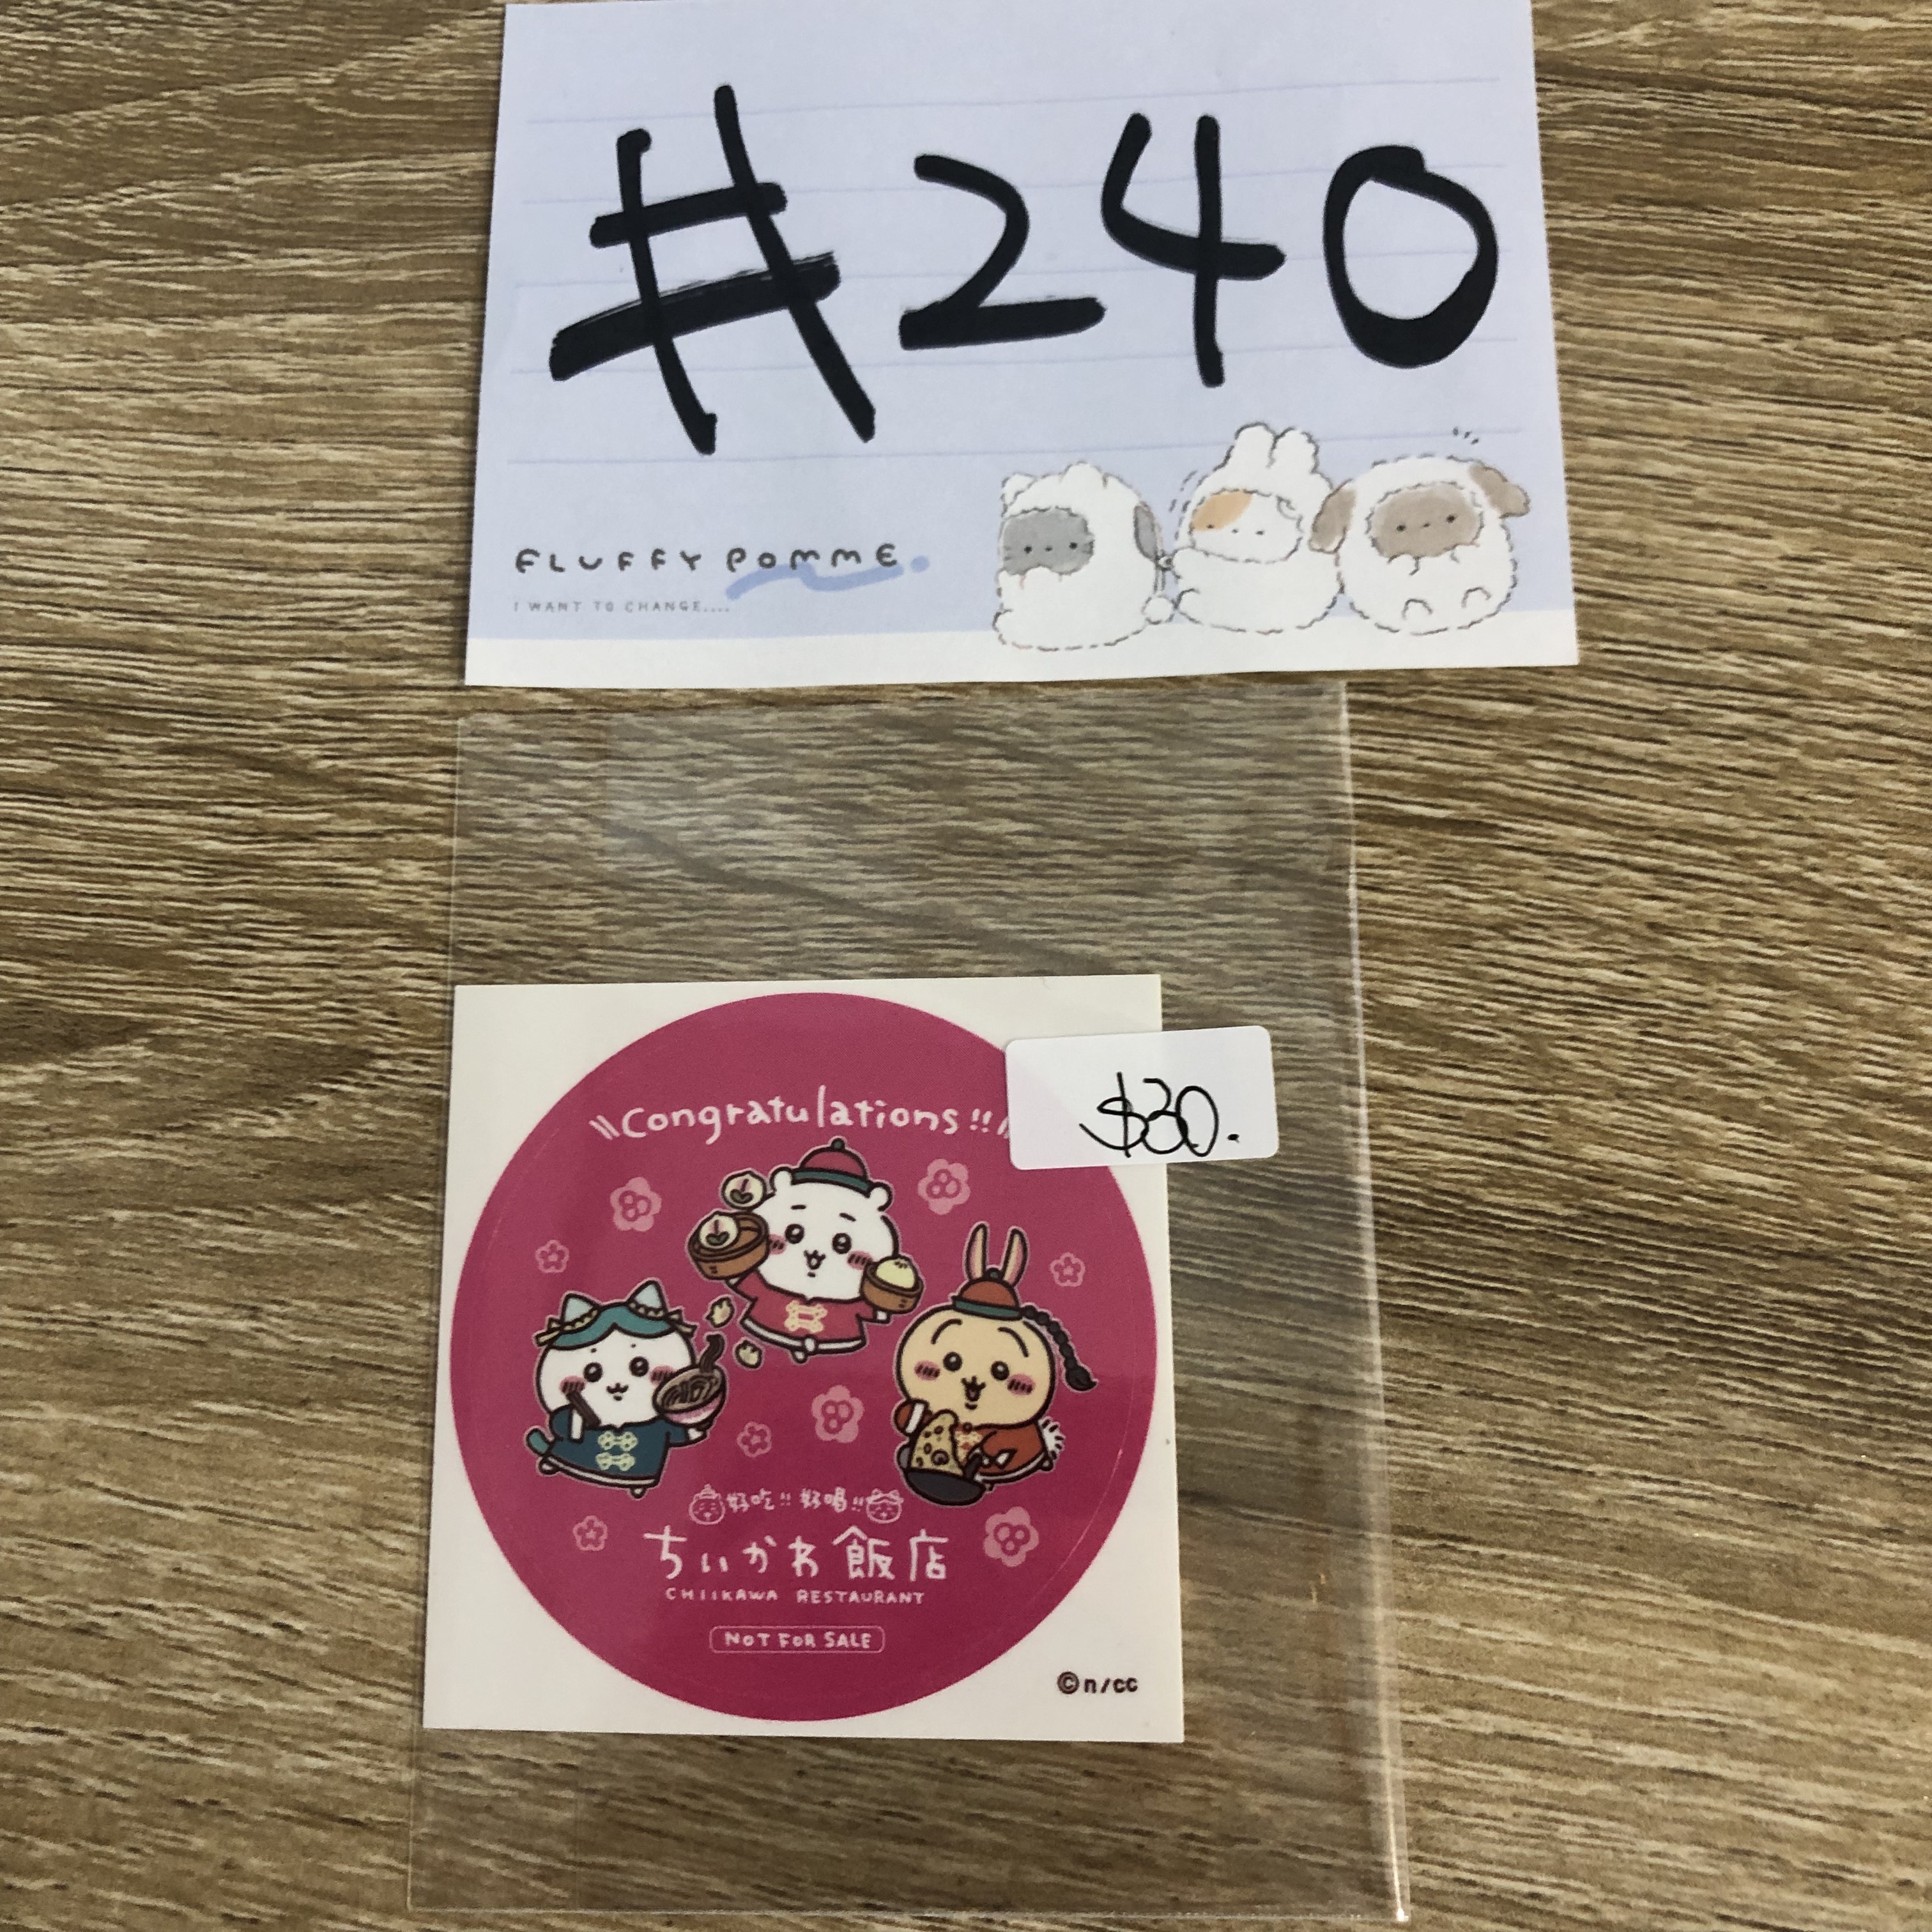 #240
FLUFFY POMME
I WANT TO CHANGE....
$30.
\\Congratulations!!//
好吃!! 好喝!!
ちいかわ飯店
CHIIKAWA RESTAURANT
NOT FOR SALE
©n/cc